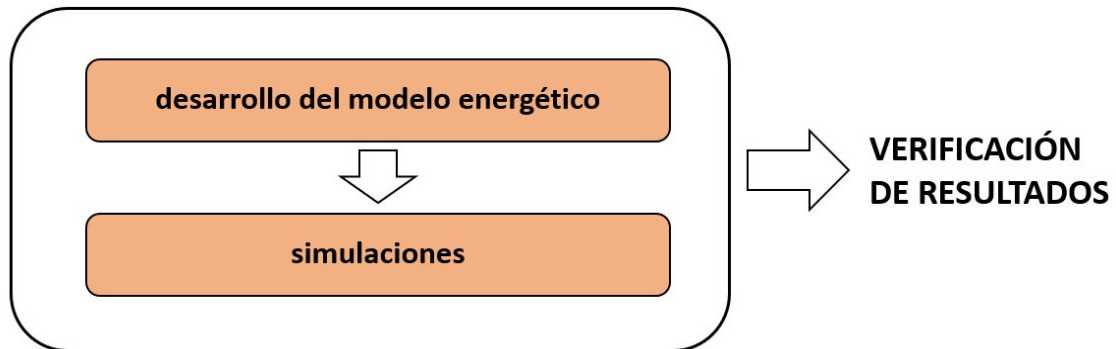 desarrollo del modelo energético
simulaciones
VERIFICACIÓN
DE RESULTADOS